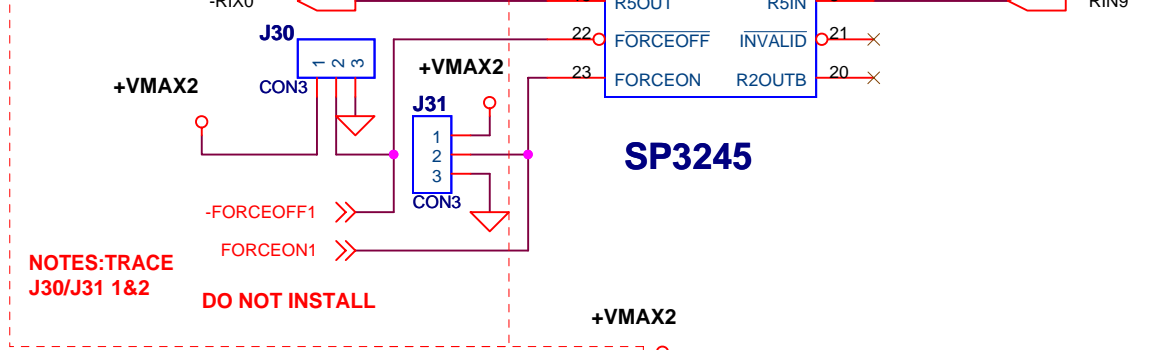 -RIX0
R5OUT
R5IN
RIN9
J30
22
FORCEOFF
INVALID
21
1 2 3
+VMAX2
23
FORCEON
R2OUTB
20
+VMAX2
CON3
J31
1
2
3
SP3245
CON3
-FORCEOFF1
FORCEON1
NOTES:TRACE
J30/J31 1&2
DO NOT INSTALL
+VMAX2